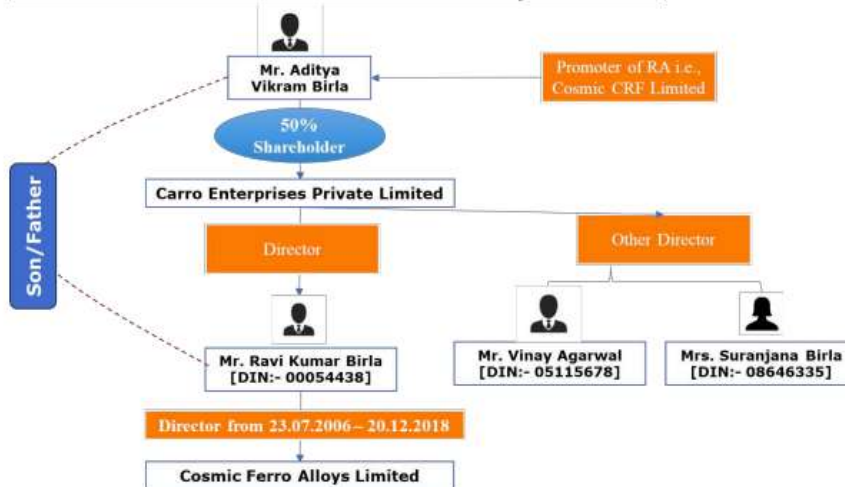 Mr. Aditya
Vikram Birla
Promoter of RA i.e.,
Cosmic CRF Limited
50%
Shareholder
Son/Father
Carro Enterprises Private Limited
Director
Other Director
Mr. Ravi Kumar Birla
[DIN:- 00054438]
Mr. Vinay Agarwal
[DIN:- 05115678]
Mrs. Suranjana Birla
[DIN:- 08646335]
Director from 23.07.2006 – 20.12.2018
Cosmic Ferro Alloys Limited